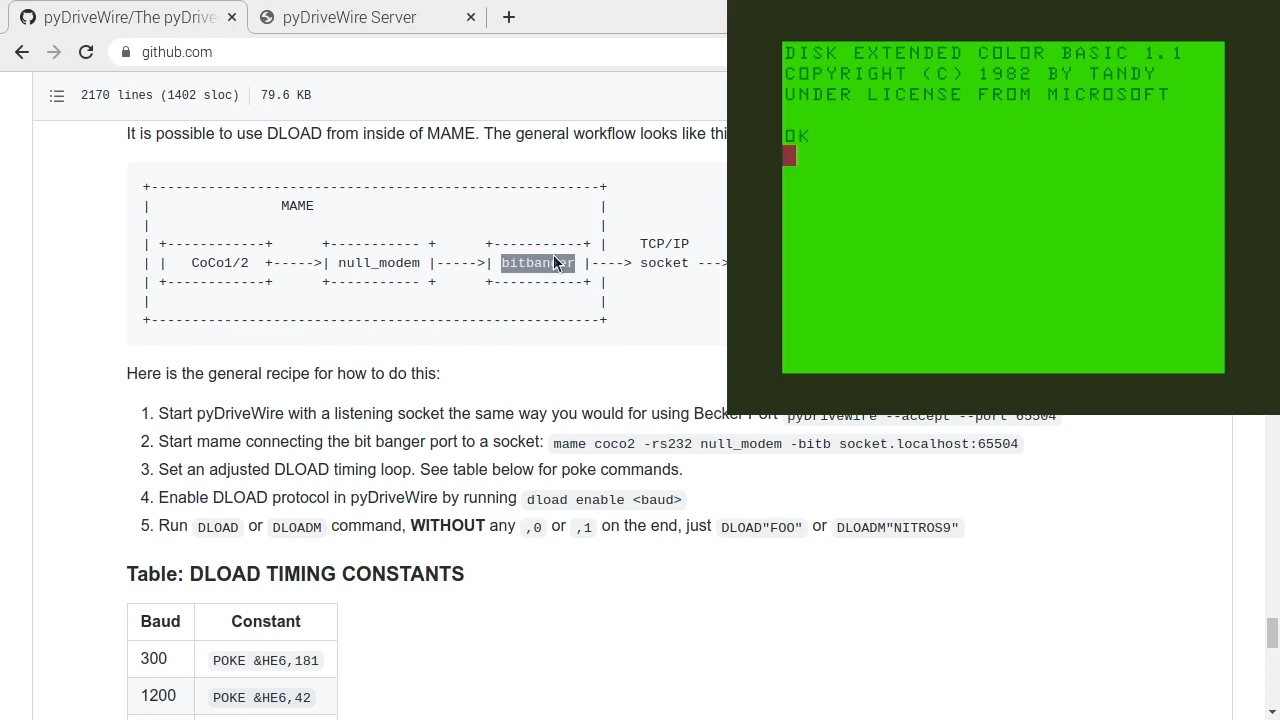 pyDriveWire/The pyDrive
pyDriveWire Server
github.com
2170 lines (1402 sloc)
79.6 KB
It is possible to use DLOAD from inside of MAME. The general workflow looks like thi
+-------------------------------------------------------+
|                MAME                                   |
|                                                       |
| +------------+      +----------- +      +-----------+ |    TCP/IP
| |   CoCo1/2  +----->| null_modem |----->| bitbanger |----> socket --->
| +------------+      +----------- +      +-----------+ |
|                                                       |
+-------------------------------------------------------+
Here is the general recipe for how to do this:
1. Start pyDriveWire with a listening socket the same way you would for using Becker Port pyDriveWire --accept --port 65504
2. Start mame connecting the bit banger port to a socket: mame coco2 -rs232 null_modem -bitb socket.localhost:65504
3. Set an adjusted DLOAD timing loop. See table below for poke commands.
4. Enable DLOAD protocol in pyDriveWire by running dload enable <baud>
5. Run DLOAD or DLOADM command, WITHOUT any ,0 or ,1 on the end, just DLOAD"FOO" or DLOADM"NITROS9"
Table: DLOAD TIMING CONSTANTS
Baud Constant
300 POKE &HE6,181
1200 POKE &HE6,42
DISK EXTENDED COLOR BASIC 1.1
COPYRIGHT (C) 1982 BY TANDY
UNDER LICENSE FROM MICROSOFT
OK